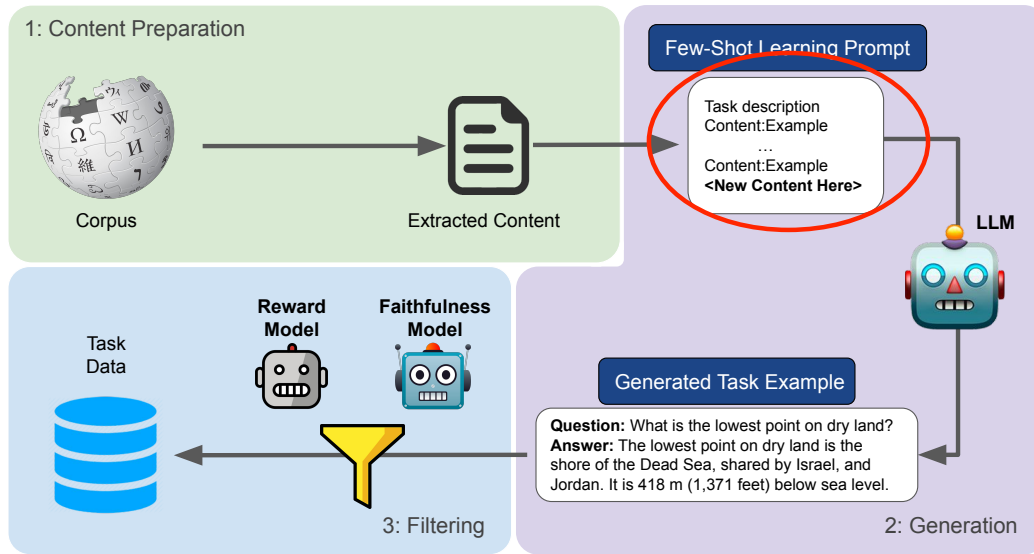 1: Content Preparation
Few-Shot Learning Prompt
Task description
Content:Example
...
Content:Example
<New Content Here>
Ω
W
И
維
7
Corpus
Extracted Content
LLM
Reward
Model
Faithfulness
Model
Task
Data
Generated Task Example
Question: What is the lowest point on dry land?
Answer: The lowest point on dry land is the
shore of the Dead Sea, shared by Israel, and
Jordan. It is 418 m (1,371 feet) below sea level.
3: Filtering
2: Generation